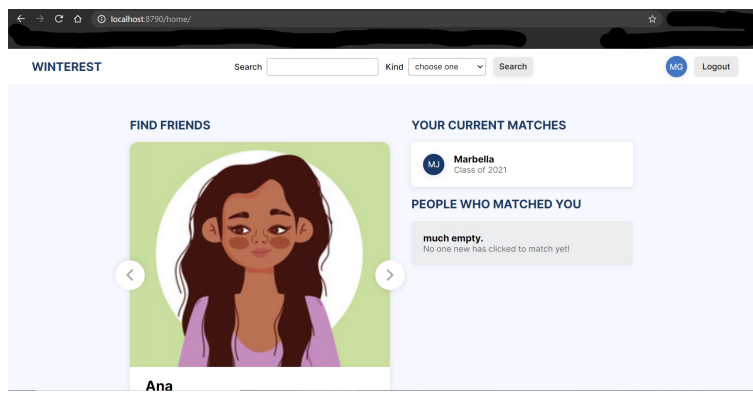 localhost:8790/home/
WINTEREST
Search
Kind
choose one
Search
MG
Logout
FIND FRIENDS
YOUR CURRENT MATCHES
MJ
Marbella
Class of 2021
PEOPLE WHO MATCHED YOU
much empty.
No one new has clicked to match yet!
Ana